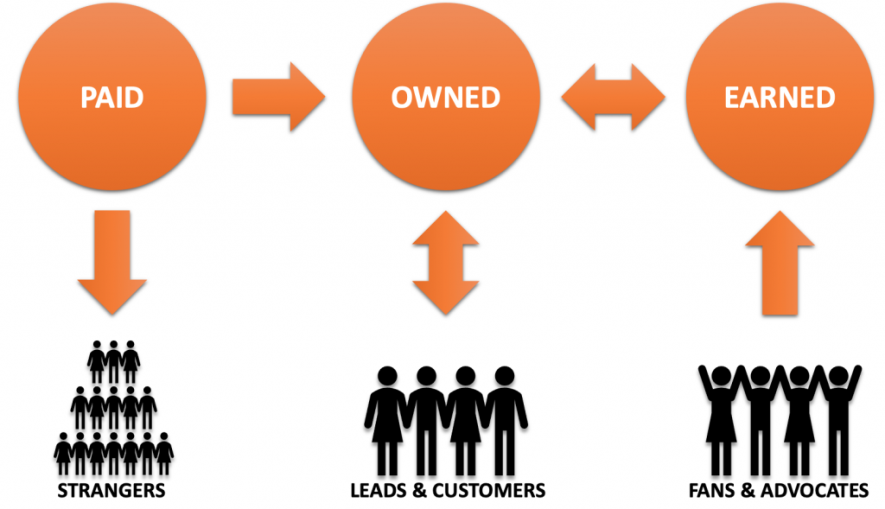 PAID
OWNED
EARNED
STRANGERS
LEADS & CUSTOMERS
FANS & ADVOCATES